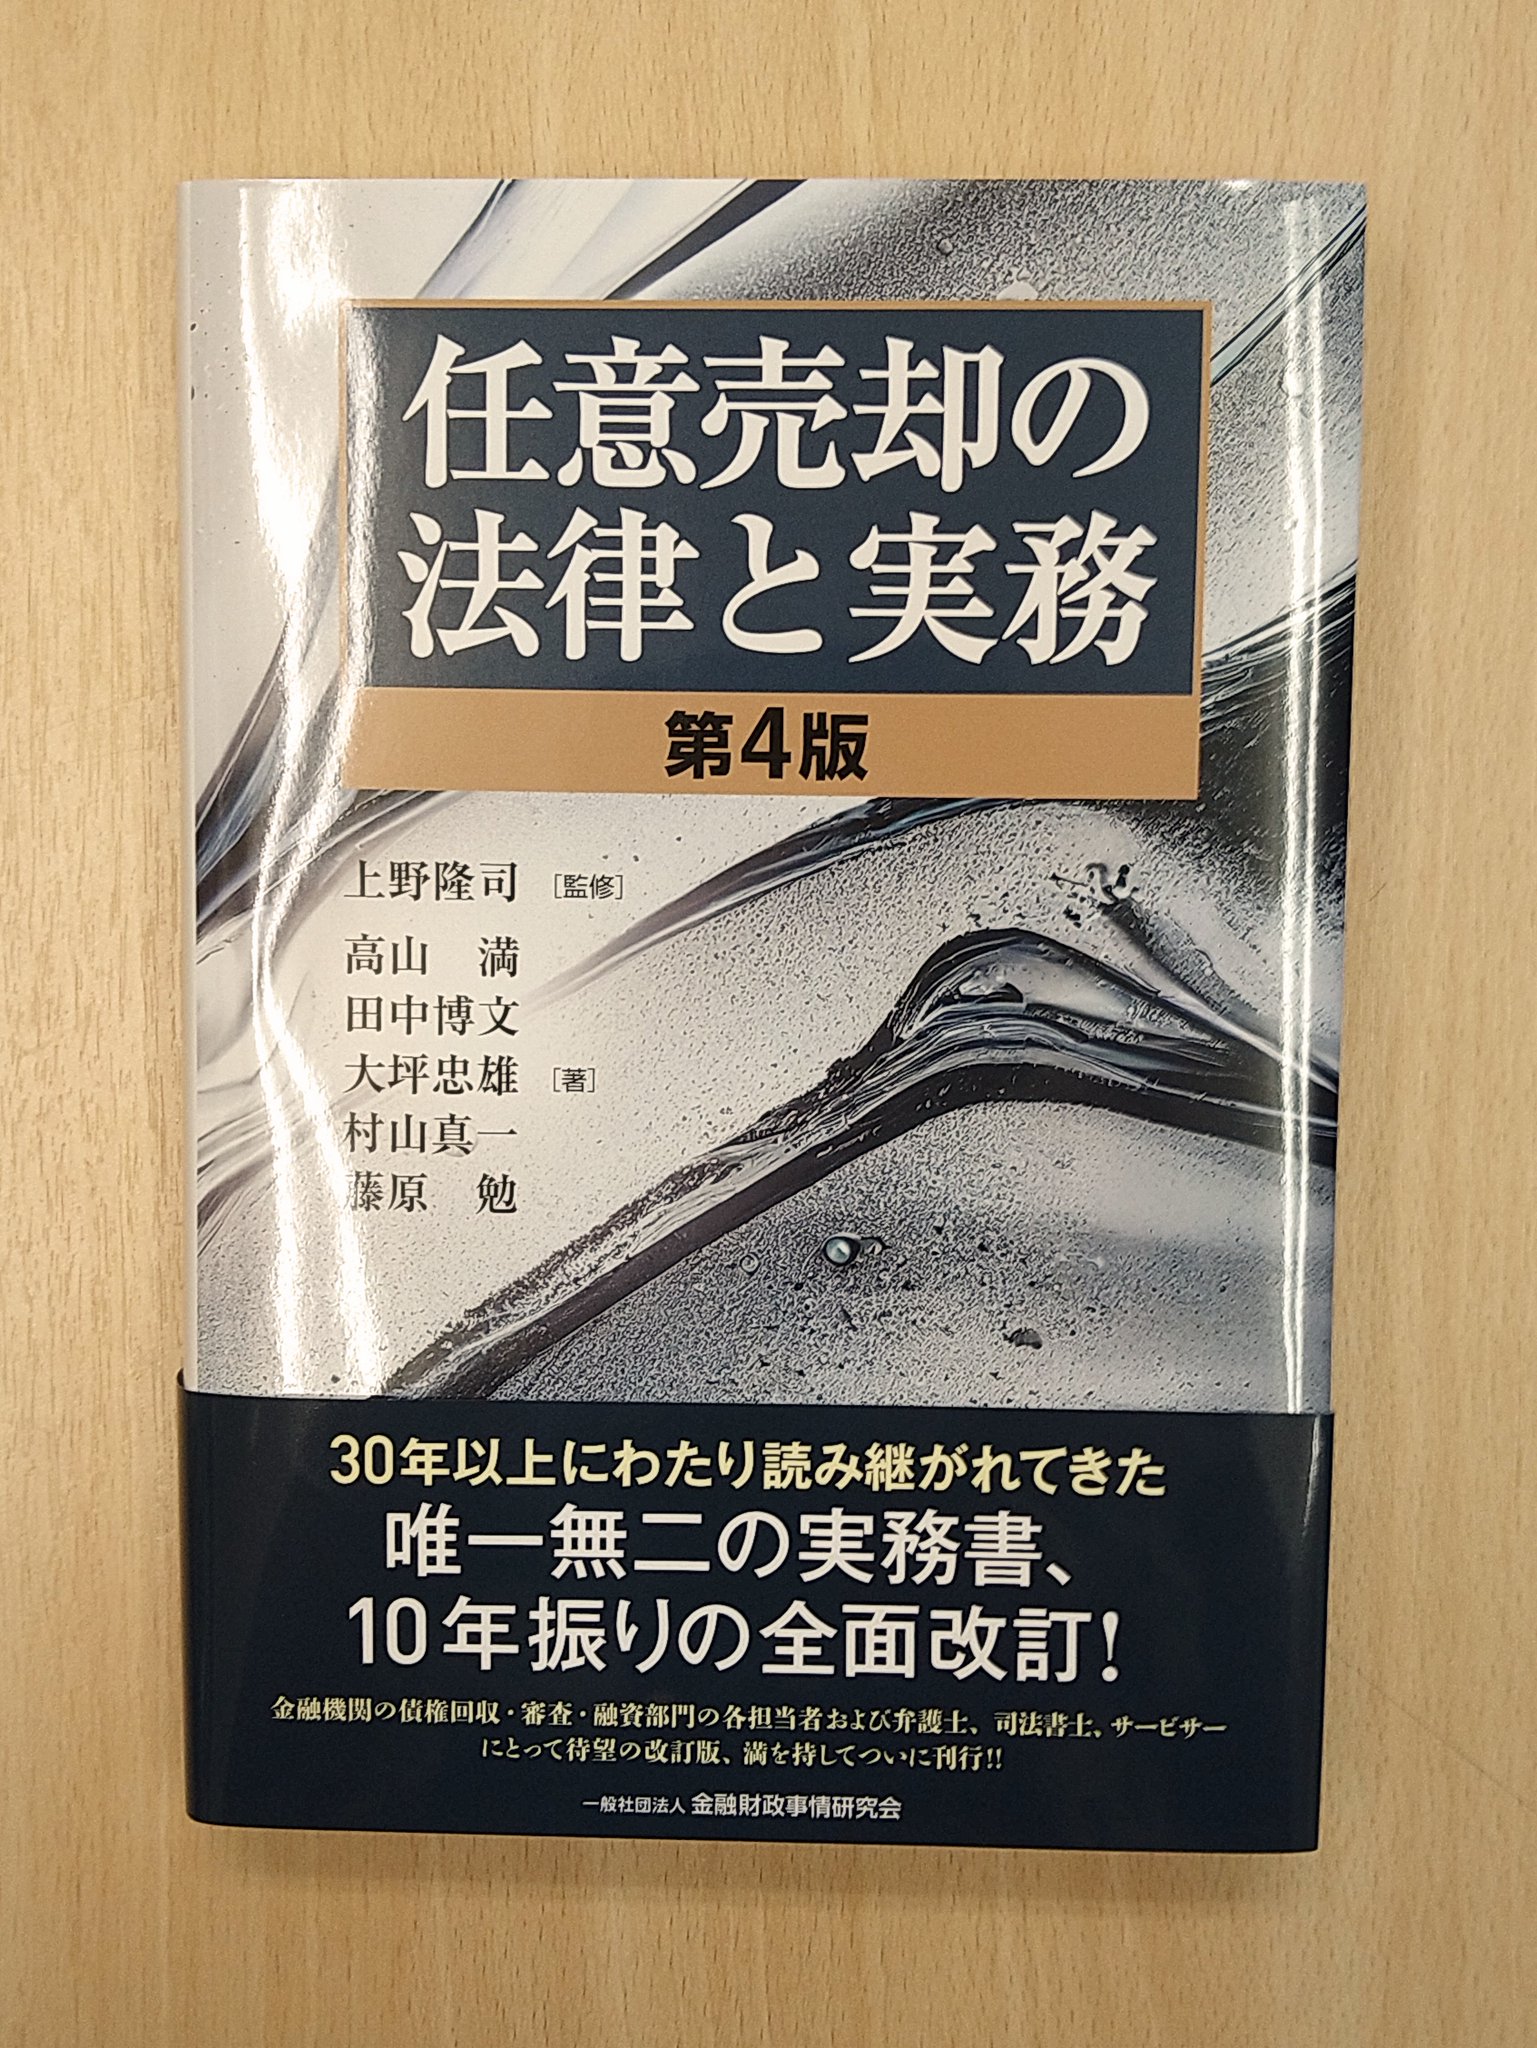 任意売却の
法律と実務
第4版
上野隆司 [監修]
高山 満
田中博文
大坪忠雄 [著]
村山真一
藤原 勉
30年以上にわたり読み継がれてきた
唯一無二の実務書、
10年振りの全面改訂!
金融機関の債権回収・審査・融資部門の各担当者および弁護士、司法書士、サービサー
にとって待望の改訂版、満を持してついに刊行!!
一般社団法人 金融財政事情研究会